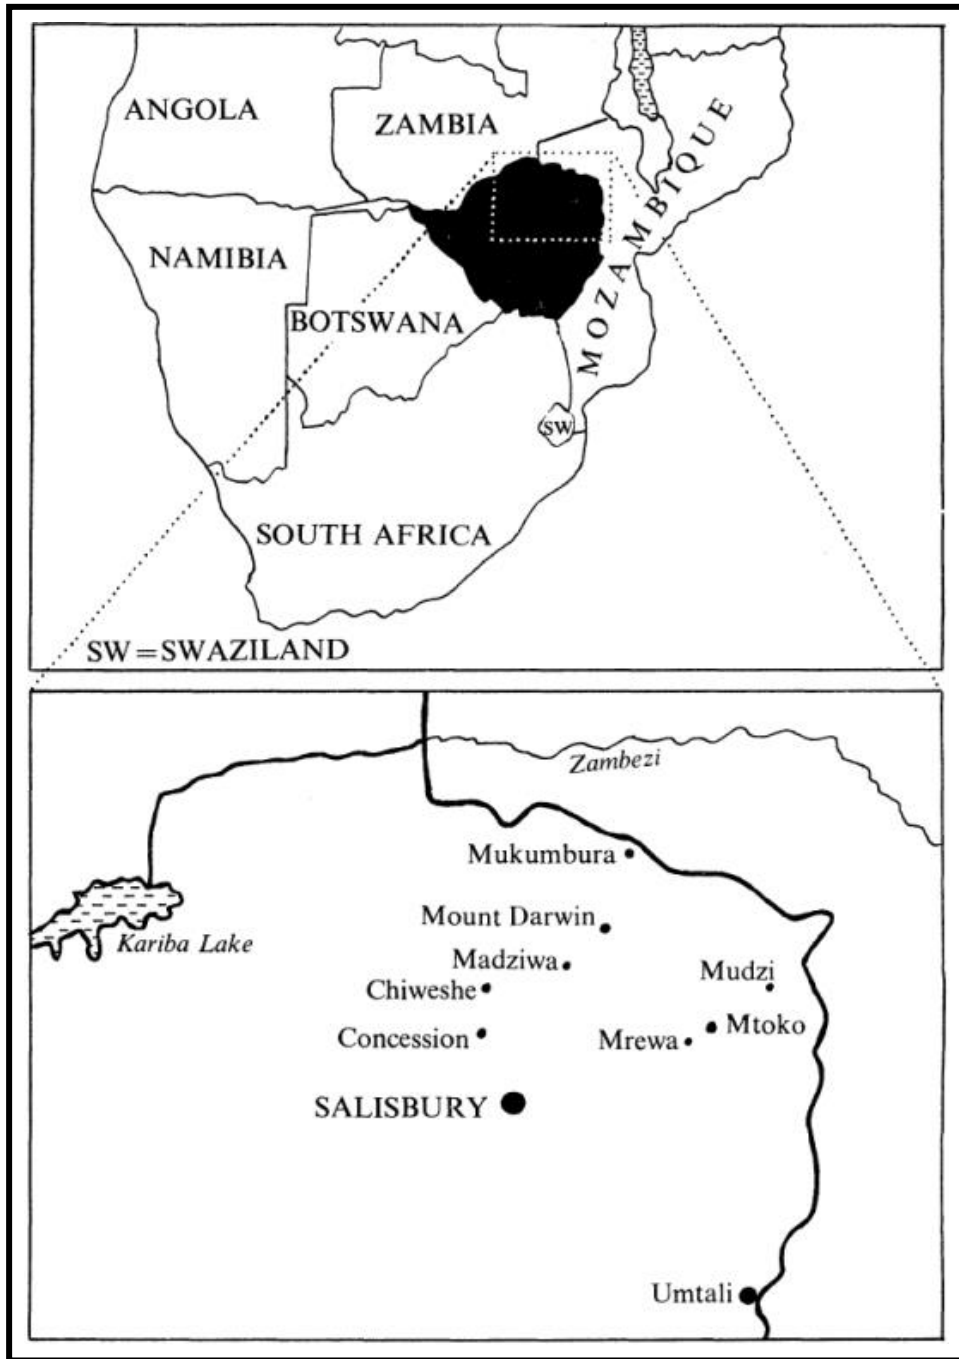 ANGOLA
ZAMBIA
MOZAMBIQUE
NAMIBIA
BOTSWANA
SW
SOUTH AFRICA
SW = SWAZILAND
Zambezi
Mukumbura
Mount Darwin
Kariba Lake
Madziwa
Mudzi
Chiweshe
Mtoko
Concession
Mrewa
SALISBURY
Umtali